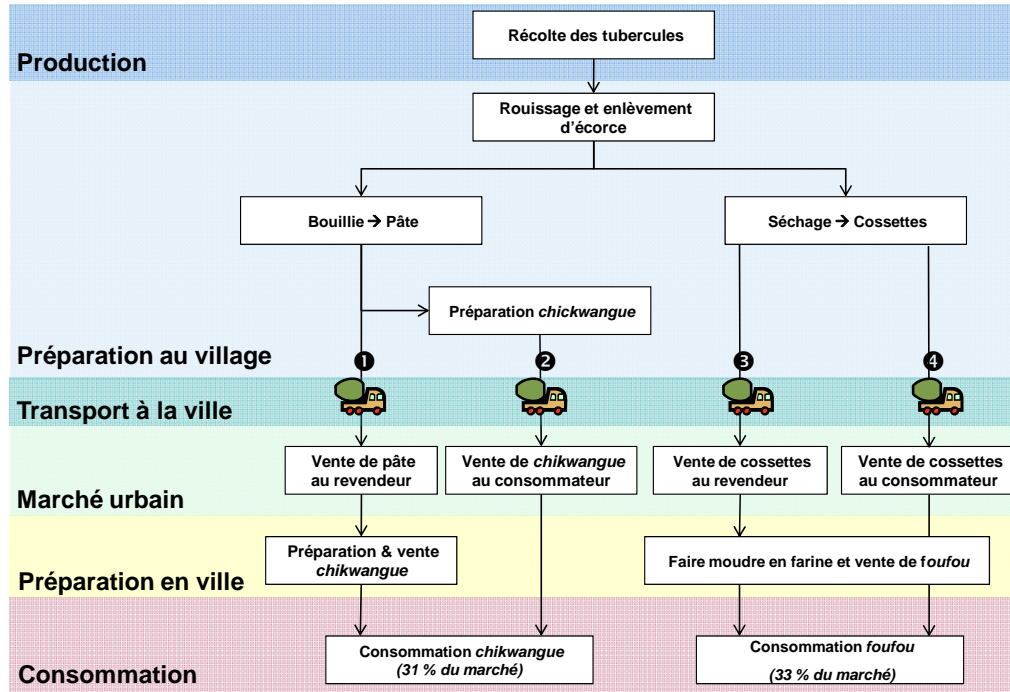 Récolte des tubercules
Production
Rouissage et enlèvement
d'écorce
Bouillie → Pâte
Séchage → Cossettes
Préparation chickwangue
Préparation au village
❶ ❷ ❸ ❹
Transport à la ville
Vente de pâte
au revendeur
Vente de chikwangue
au consommateur
Vente de cossettes
au revendeur
Vente de cossettes
au consommateur
Marché urbain
Préparation & vente
chikwangue
Faire moudre en farine et vente de foufou
Préparation en ville
Consommation chikwangue
(31 % du marché)
Consommation foufou
(33 % du marché)
Consommation